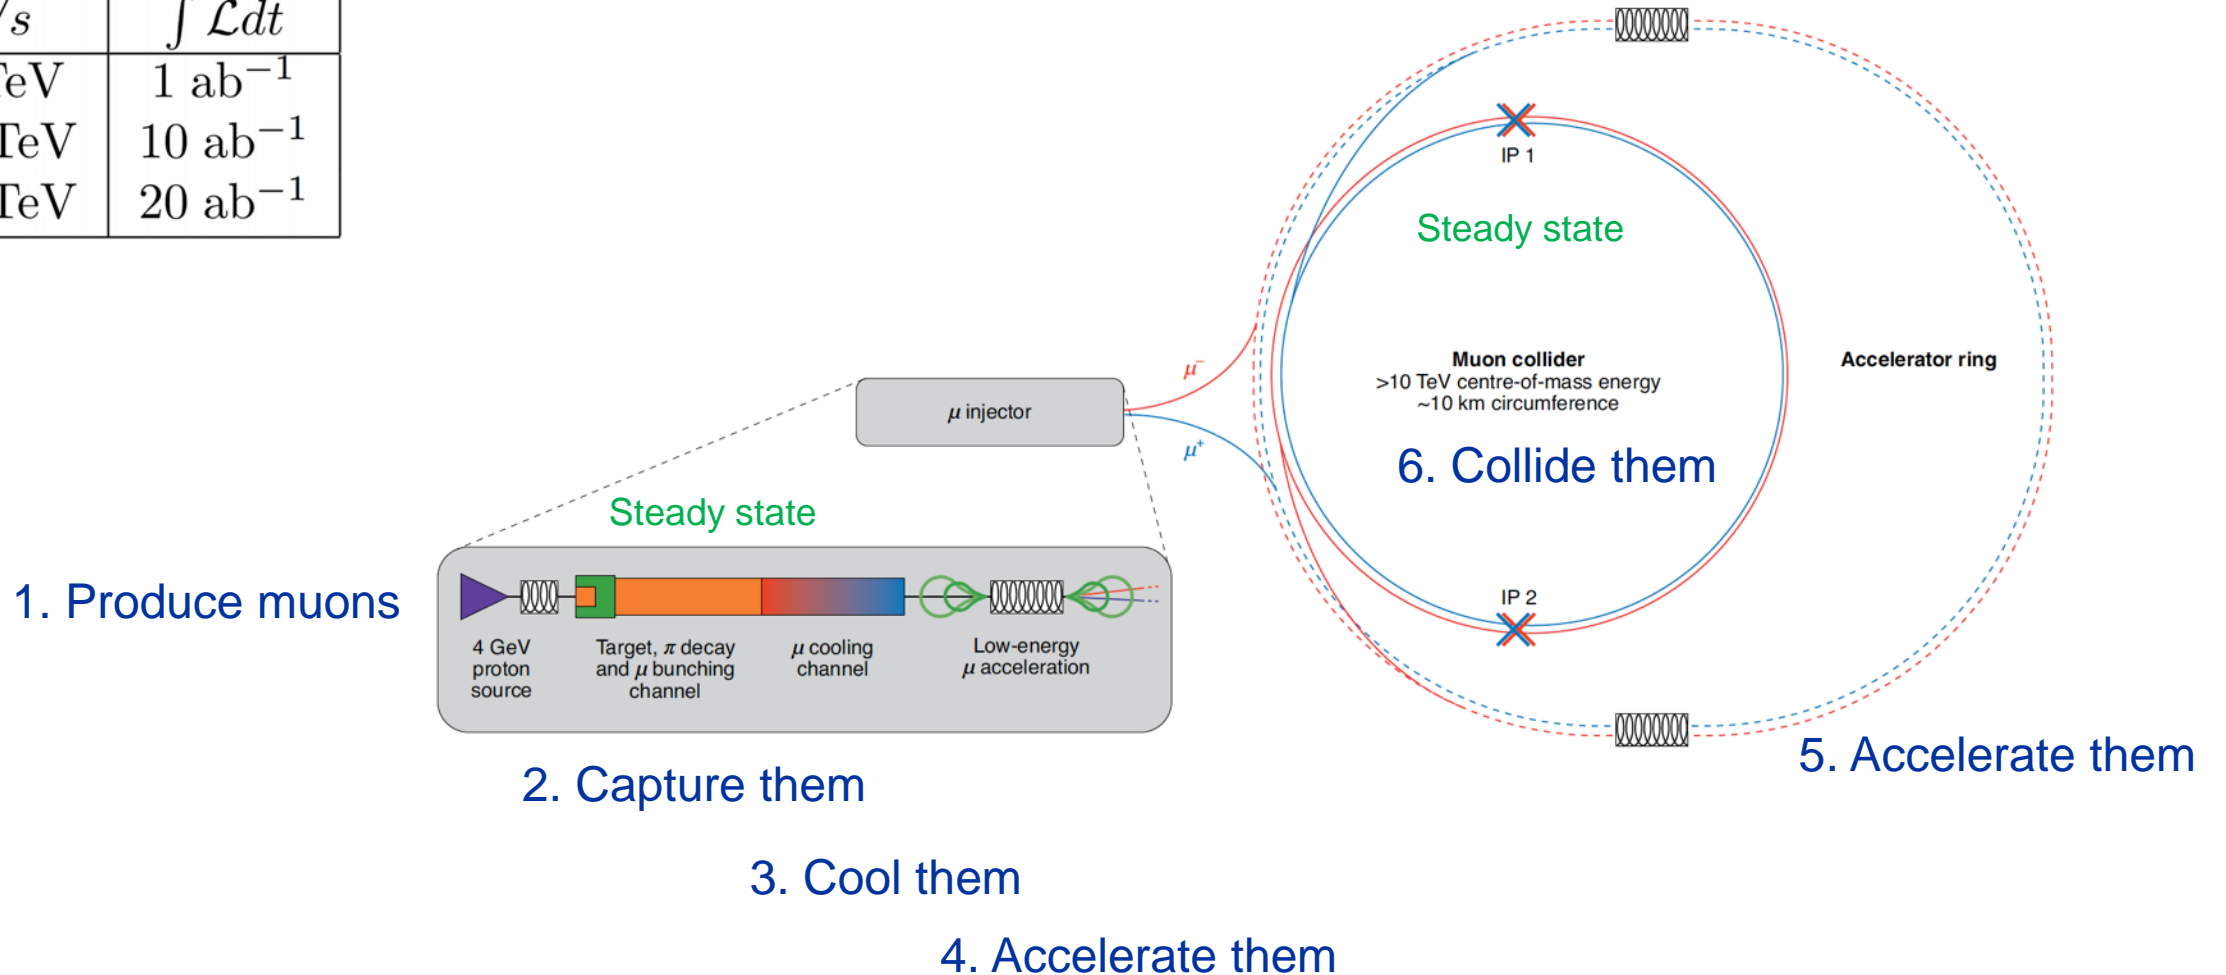 s
∫ ℒdt
TeV
1 ab⁻¹
TeV
10 ab⁻¹
TeV
20 ab⁻¹
IP 1
Steady state
Muon collider
>10 TeV centre-of-mass energy
~10 km circumference
Accelerator ring
μ⁻
μ injector
μ⁺
6. Collide them
Steady state
1. Produce muons
4 GeV
proton
source
Target, π decay
and μ bunching
channel
μ cooling
channel
Low-energy
μ acceleration
IP 2
5. Accelerate them
2. Capture them
3. Cool them
4. Accelerate them